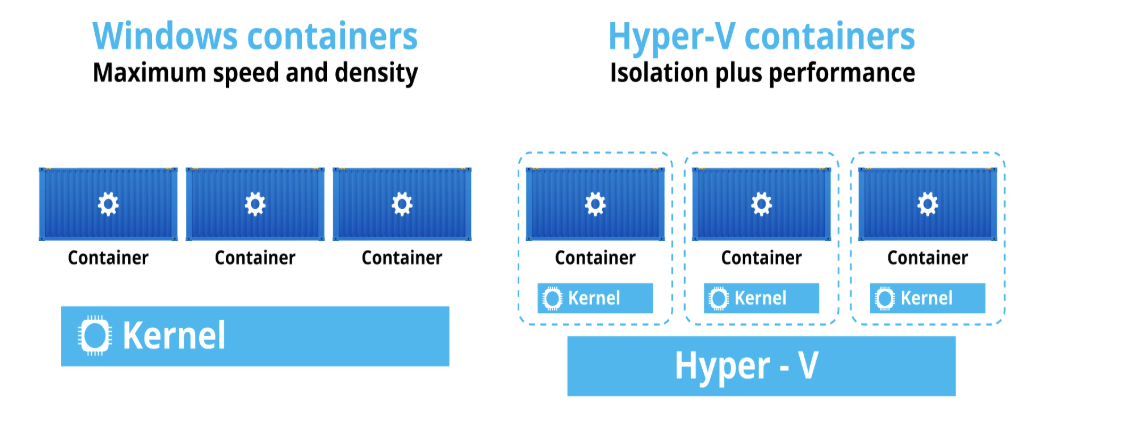 Windows containers
Maximum speed and density
Container
Container
Container
Kernel
Hyper-V containers
Isolation plus performance
Container
Kernel
Container
Kernel
Container
Kernel
Hyper - V